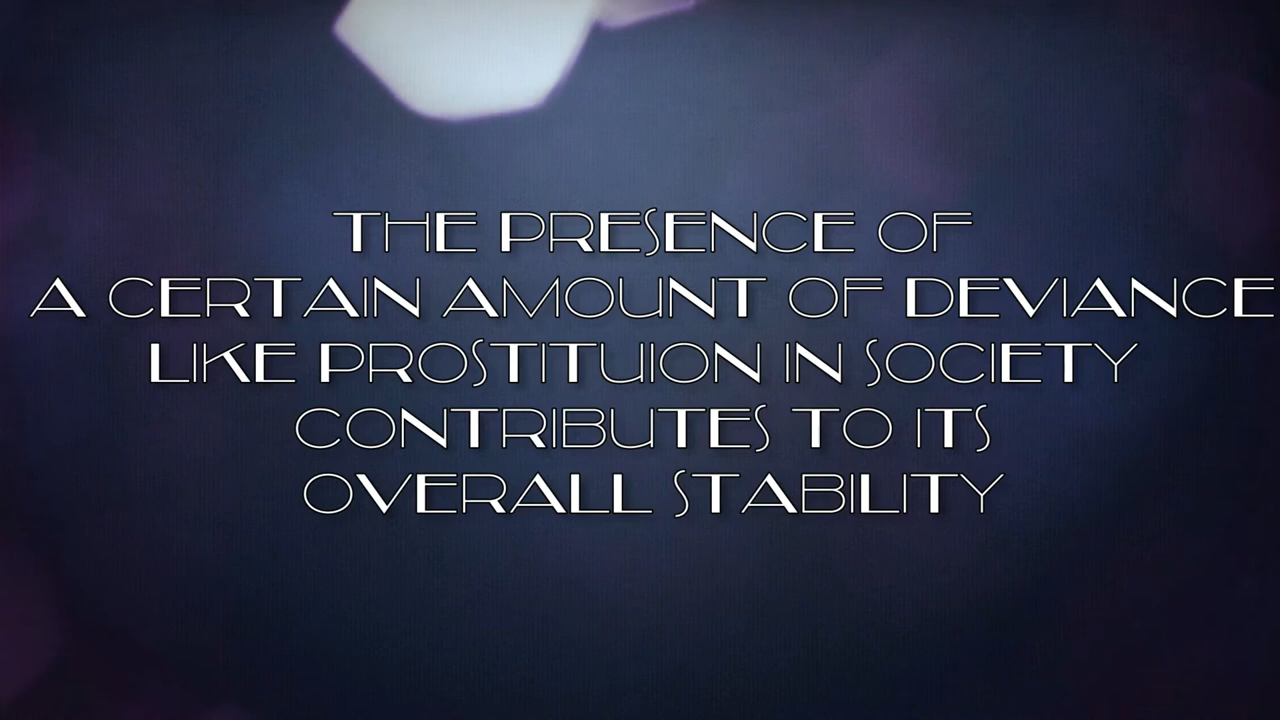 THE PRESENCE OF
A CERTAIN AMOUNT OF DEVIANCE
LIKE PROSTITUION IN SOCIETY
CONTRIBUTES TO ITS
OVERALL STABILITY